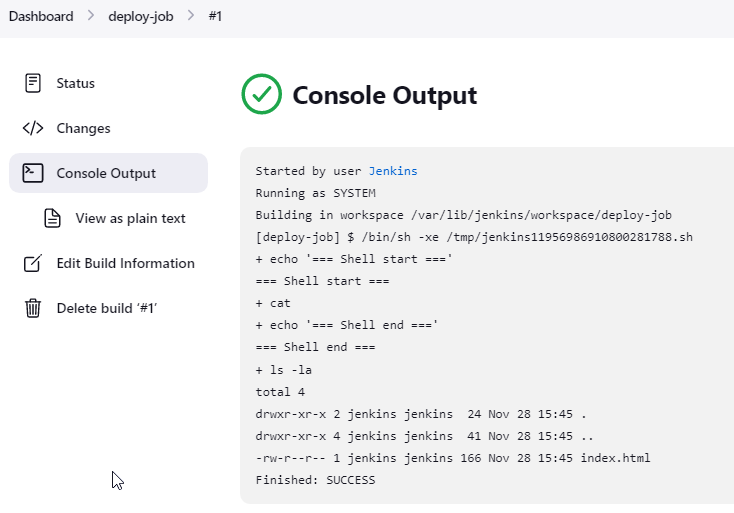 Dashboard > deploy-job > #1
Status
Changes
Console Output
View as plain text
Edit Build Information
Delete build ‘#1’
Console Output
Started by user Jenkins
Running as SYSTEM
Building in workspace /var/lib/jenkins/workspace/deploy-job
[deploy-job] $ /bin/sh -xe /tmp/jenkins11956986910800281788.sh
+ echo '=== Shell start ==='
=== Shell start ===
+ cat
+ echo '=== Shell end ==='
=== Shell end ===
+ ls -la
total 4
drwxr-xr-x 2 jenkins jenkins  24 Nov 28 15:45 .
drwxr-xr-x 4 jenkins jenkins  41 Nov 28 15:45 ..
-rw-r--r-- 1 jenkins jenkins 166 Nov 28 15:45 index.html
Finished: SUCCESS